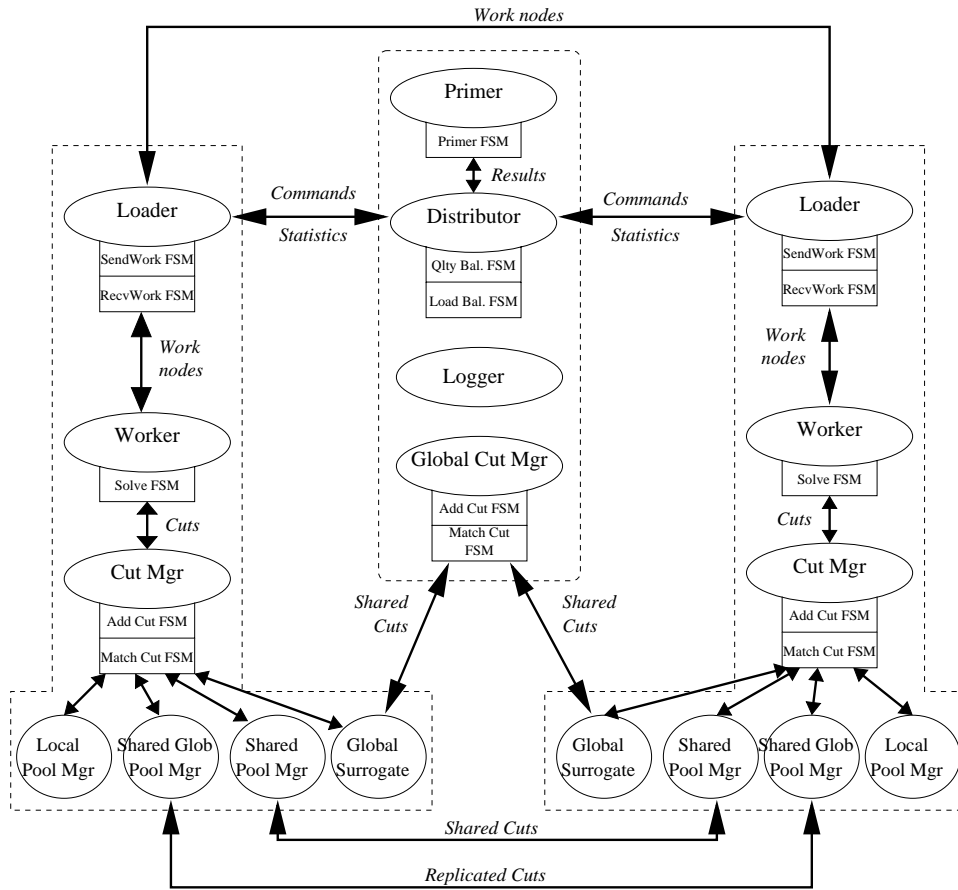 Work nodes
Primer
Primer FSM
Results
Loader
SendWork FSM
RecvWork FSM
Commands
Statistics
Distributor
Qlty Bal. FSM
Load Bal. FSM
Commands
Statistics
Loader
SendWork FSM
RecvWork FSM
Work
nodes
Logger
Work
nodes
Worker
Solve FSM
Global Cut Mgr
Add Cut FSM
Match Cut
FSM
Worker
Solve FSM
Cuts
Cuts
Cut Mgr
Add Cut FSM
Match Cut FSM
Shared
Cuts
Shared
Cuts
Cut Mgr
Add Cut FSM
Match Cut FSM
Local
Pool Mgr
Shared Glob
Pool Mgr
Shared
Pool Mgr
Global
Surrogate
Global
Surrogate
Shared
Pool Mgr
Shared Glob
Pool Mgr
Local
Pool Mgr
Shared Cuts
Replicated Cuts